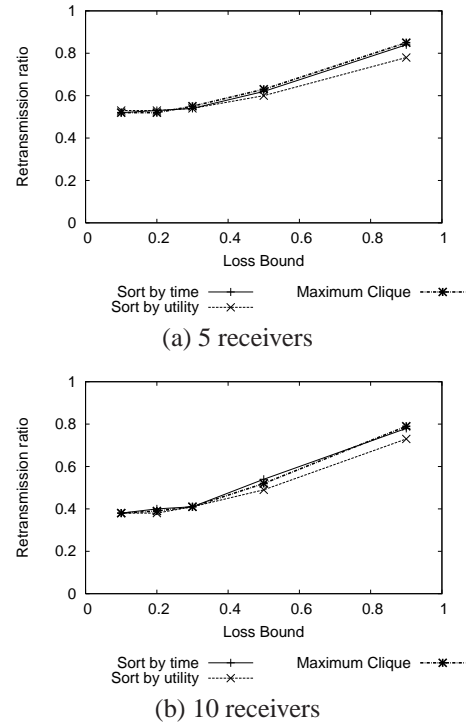 1
0.8
0.6
0.4
0.2
0
Retransmission ratio
0 0.2 0.4 0.6 0.8 1
Loss Bound
Sort by time Maximum Clique
Sort by utility
(a) 5 receivers
1
0.8
0.6
0.4
0.2
0
Retransmission ratio
0 0.2 0.4 0.6 0.8 1
Loss Bound
Sort by time Maximum Clique
Sort by utility
(b) 10 receivers